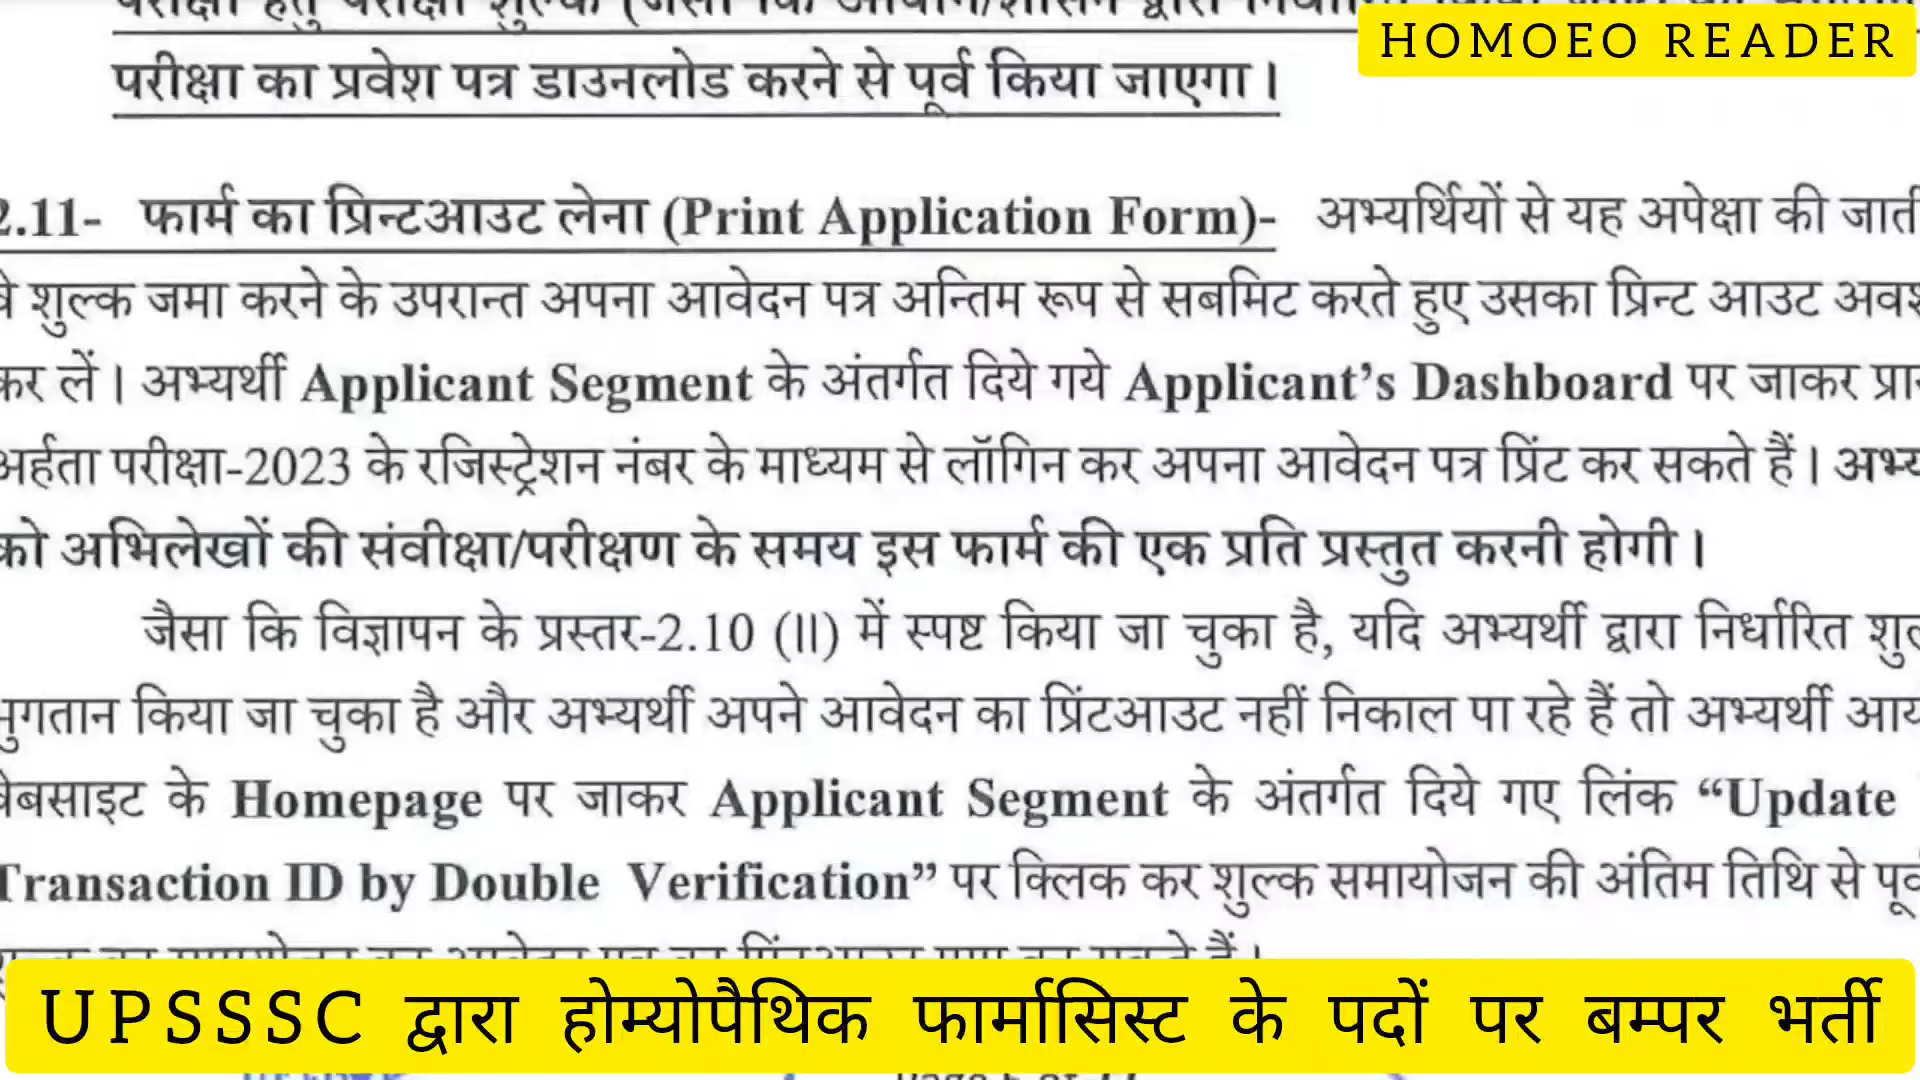 HOMOEO READER
परीक्षा हेतु परीक्षा शुल्क (जैसा कि आयोग/शासन द्वारा
परीक्षा का प्रवेश पत्र डाउनलोड करने से पूर्व किया जाएगा।
2.11- फार्म का प्रिन्टआउट लेना (Print Application Form)- अभ्यर्थियों से यह अपेक्षा की जाती
वे शुल्क जमा करने के उपरान्त अपना आवेदन पत्र अन्तिम रूप से सबमिट करते हुए उसका प्रिन्ट आउट
कर लें। अभ्यर्थी Applicant Segment के अंतर्गत दिये गये Applicant’s Dashboard पर जाकर
अर्हता परीक्षा-2023 के रजिस्ट्रेशन नंबर के माध्यम से लॉगिन कर अपना आवेदन पत्र प्रिंट कर सकते हैं।
को अभिलेखों की संवीक्षा/परीक्षण के समय इस फार्म की एक प्रति प्रस्तुत करनी होगी।
जैसा कि विज्ञापन के प्रस्तर-2.10 (II) में स्पष्ट किया जा चुका है, यदि अभ्यर्थी द्वारा निर्धारित
भुगतान किया जा चुका है और अभ्यर्थी अपने आवेदन का प्रिंटआउट नहीं निकाल पा रहे हैं तो अभ्यर्थी
वेबसाइट के Homepage पर जाकर Applicant Segment के अंतर्गत दिये गए लिंक “Update
Transaction ID by Double Verification” पर क्लिक कर शुल्क समायोजन की अंतिम तिथि से पूर्व
UPSSSC द्वारा होम्योपैथिक फार्मासिस्ट के पदों पर बम्पर भर्ती